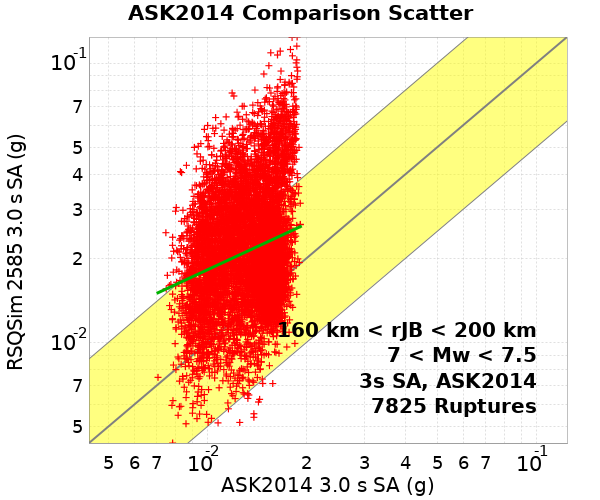 ASK2014 Comparison Scatter
RSQSim 2585 3.0 s SA (g)
10-1
7
5
4
3
2
10-2
7
5
160 km < rJB < 200 km
7 < Mw < 7.5
3s SA, ASK2014
7825 Ruptures
5 6 7 10-2 2 3 4 5 6 7 10-1
ASK2014 3.0 s SA (g)